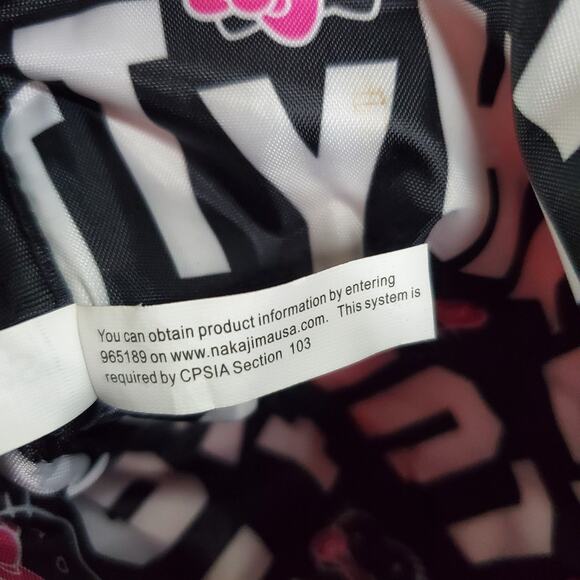 TY
You can obtain product information by entering
965189 on www.nakajimausa.com. This system is
required by CPSIA Section 103